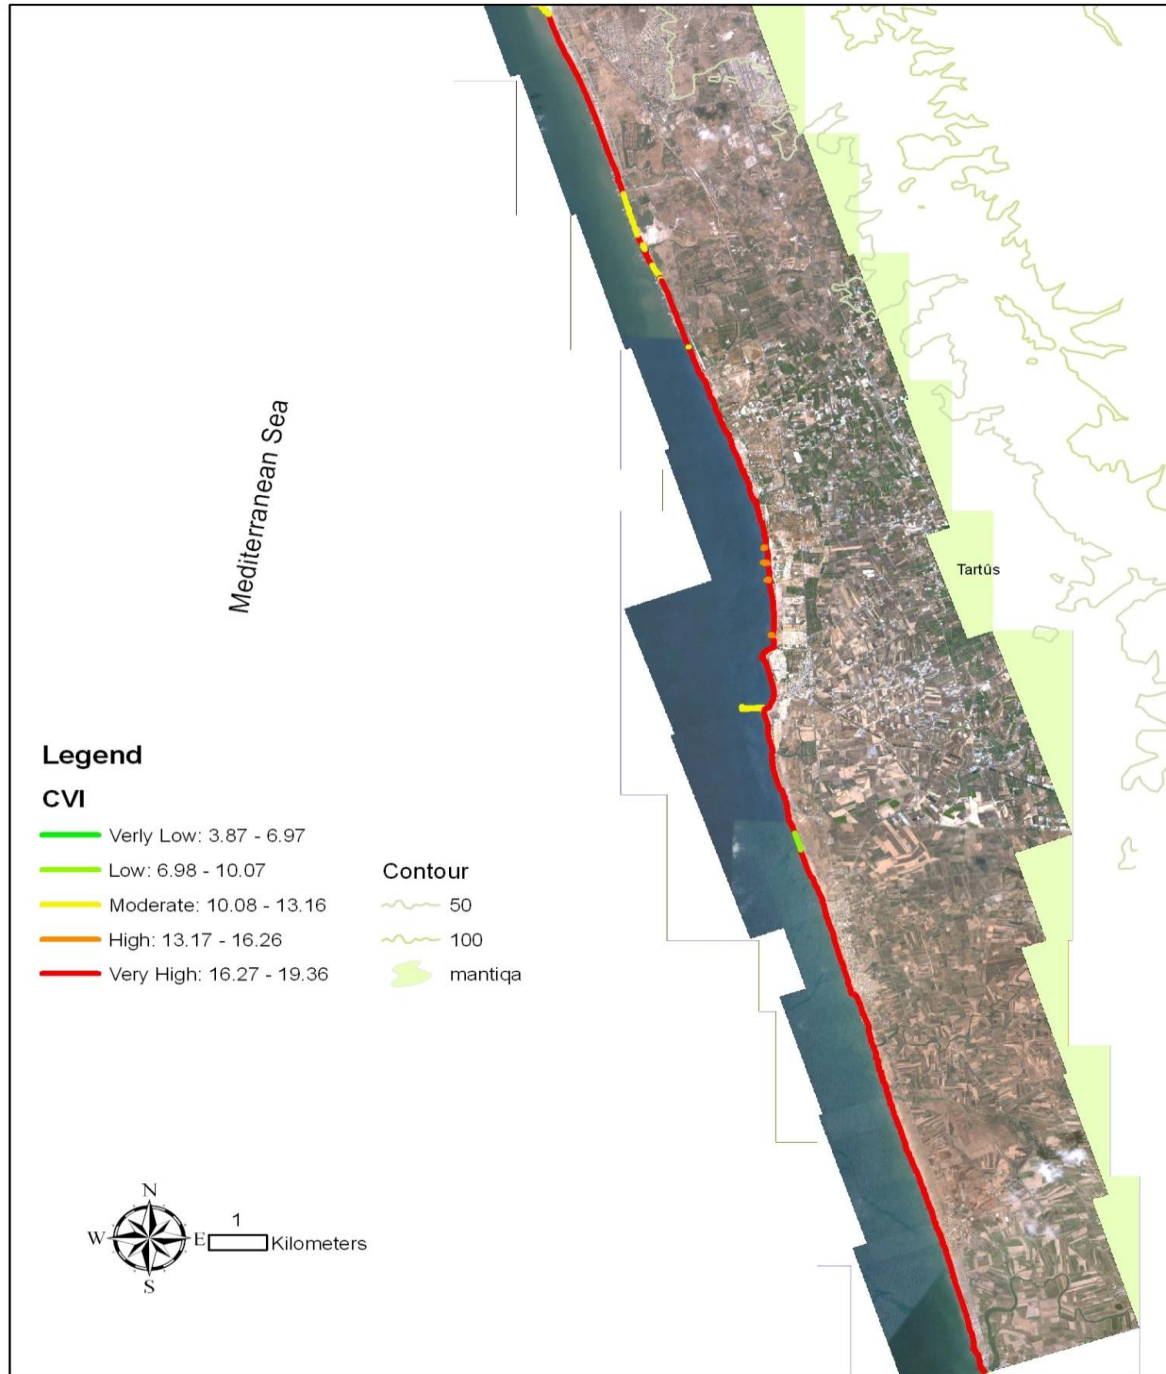 Mediterranean Sea
Tartûs
Legend
CVI
Verly Low: 3.87 - 6.97
Low: 6.98 - 10.07
Moderate: 10.08 - 13.16
High: 13.17 - 16.26
Very High: 16.27 - 19.36
Contour
50
100
mantiqa
N
W E
S
1
Kilometers